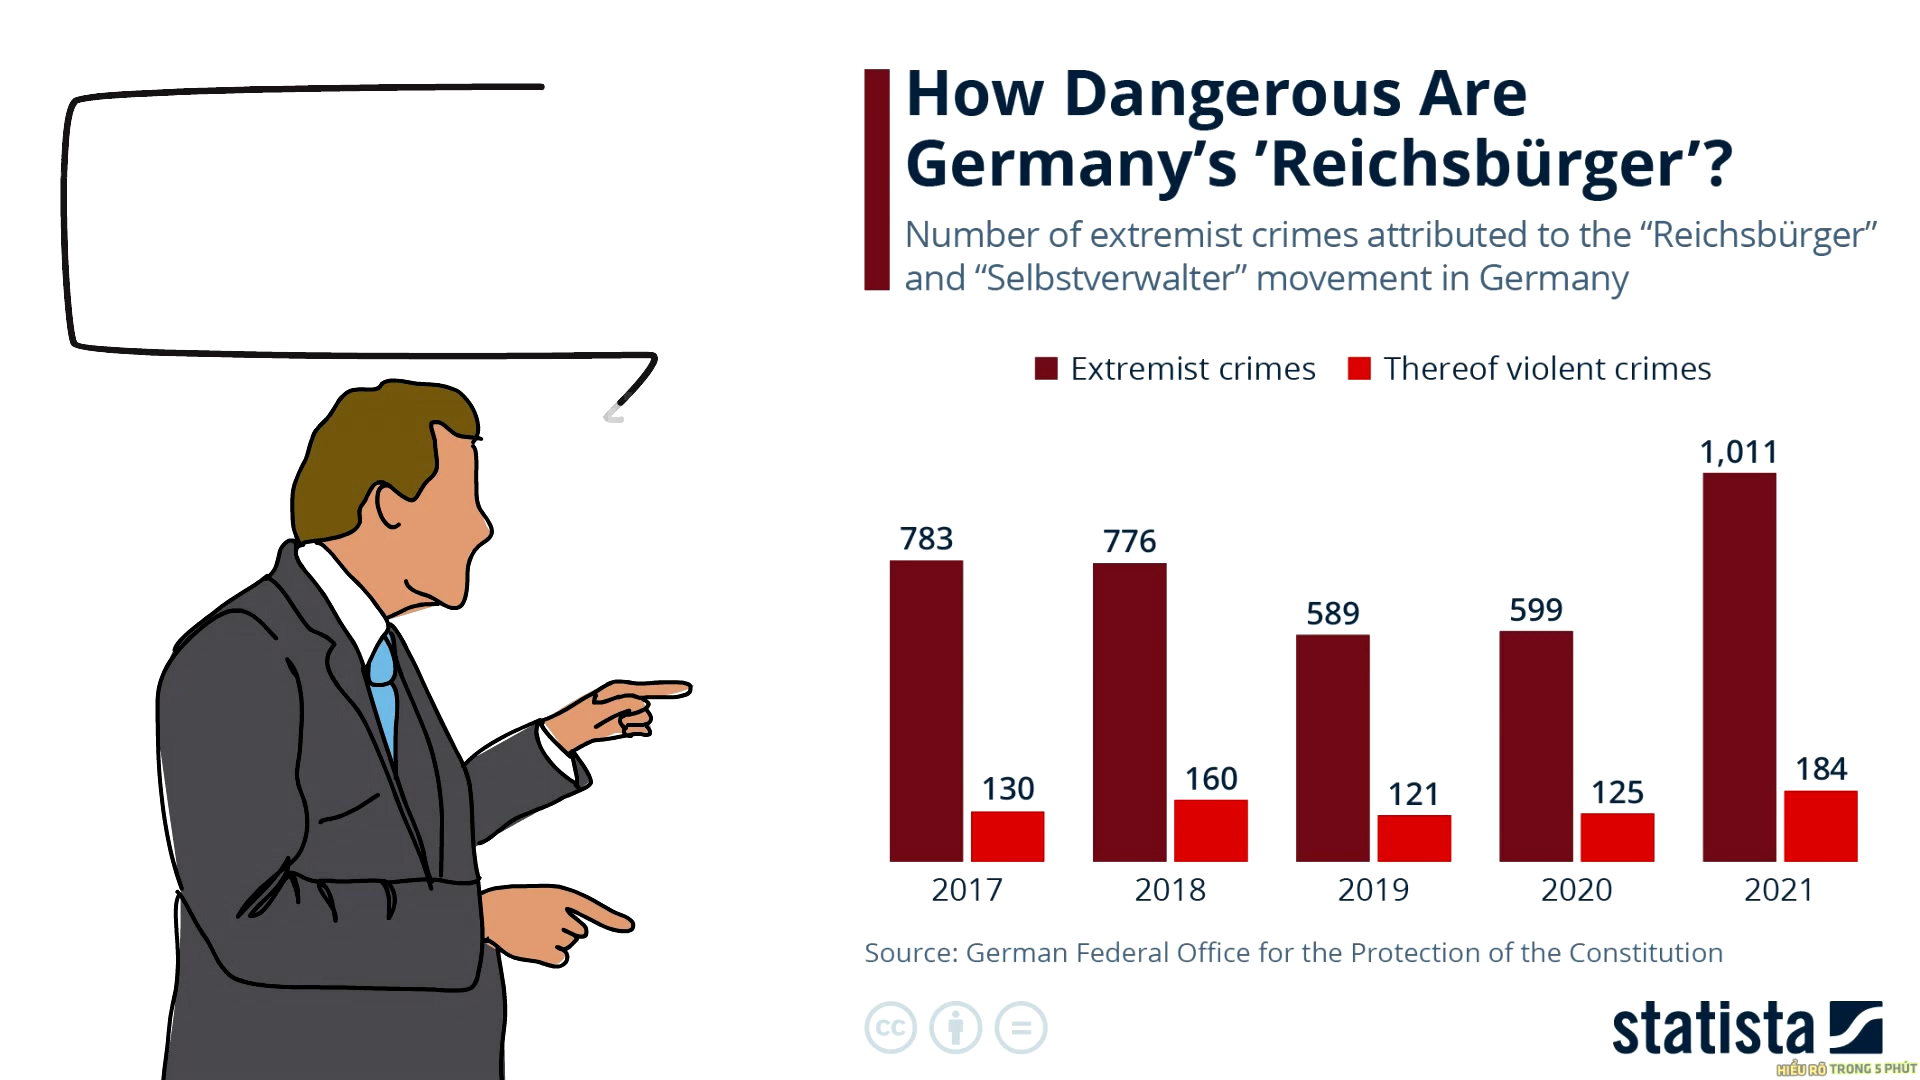 How Dangerous Are
Germany’s ’Reichsbürger’?
Number of extremist crimes attributed to the “Reichsbürger”
and “Selbstverwalter” movement in Germany
Extremist crimes Thereof violent crimes
783 130 776 160 589 121 599 125 1,011 184
2017 2018 2019 2020 2021
Source: German Federal Office for the Protection of the Constitution
cc =
statista
HIỂU RÕ TRONG 5 PHÚT